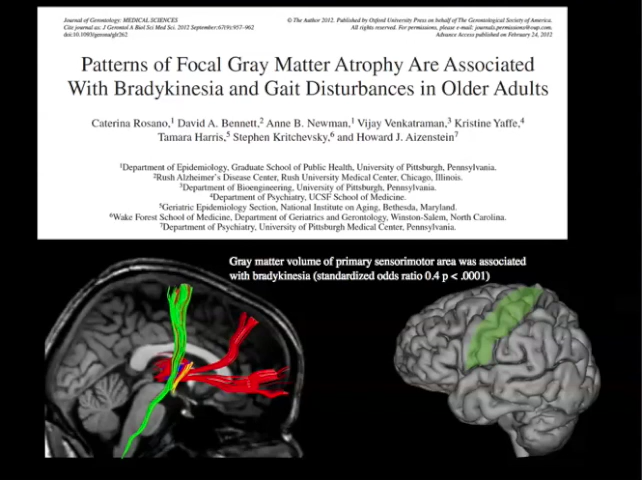 Journal of Gerontology: MEDICAL SCIENCES
Cite journal as: J Gerontol A Biol Sci Med Sci. 2012 September;67(9):957–962
doi:10.1093/gerona/glr262
© The Author 2012. Published by Oxford University Press on behalf of The Gerontological Society of America.
All rights reserved. For permissions, please e-mail: journals.permissions@oup.com.
Advance Access published on February 24, 2012
Patterns of Focal Gray Matter Atrophy Are Associated
With Bradykinesia and Gait Disturbances in Older Adults
Caterina Rosano,¹ David A. Bennett,² Anne B. Newman,¹ Vijay Venkatraman,³ Kristine Yaffe,⁴
Tamara Harris,⁵ Stephen Kritchevsky,⁶ and Howard J. Aizenstein⁷
¹Department of Epidemiology, Graduate School of Public Health, University of Pittsburgh, Pennsylvania.
²Rush Alzheimer's Disease Center, Rush University Medical Center, Chicago, Illinois.
³Department of Bioengineering, University of Pittsburgh, Pennsylvania.
⁴Department of Psychiatry, UCSF School of Medicine.
⁵Geriatric Epidemiology Section, National Institute on Aging, Bethesda, Maryland.
⁶Wake Forest School of Medicine, Department of Geriatrics and Gerontology, Winston-Salem, North Carolina.
⁷Department of Psychiatry, University of Pittsburgh Medical Center, Pennsylvania.
Gray matter volume of primary sensorimotor area was associated
with bradykinesia (standardized odds ratio 0.4 p < .0001)